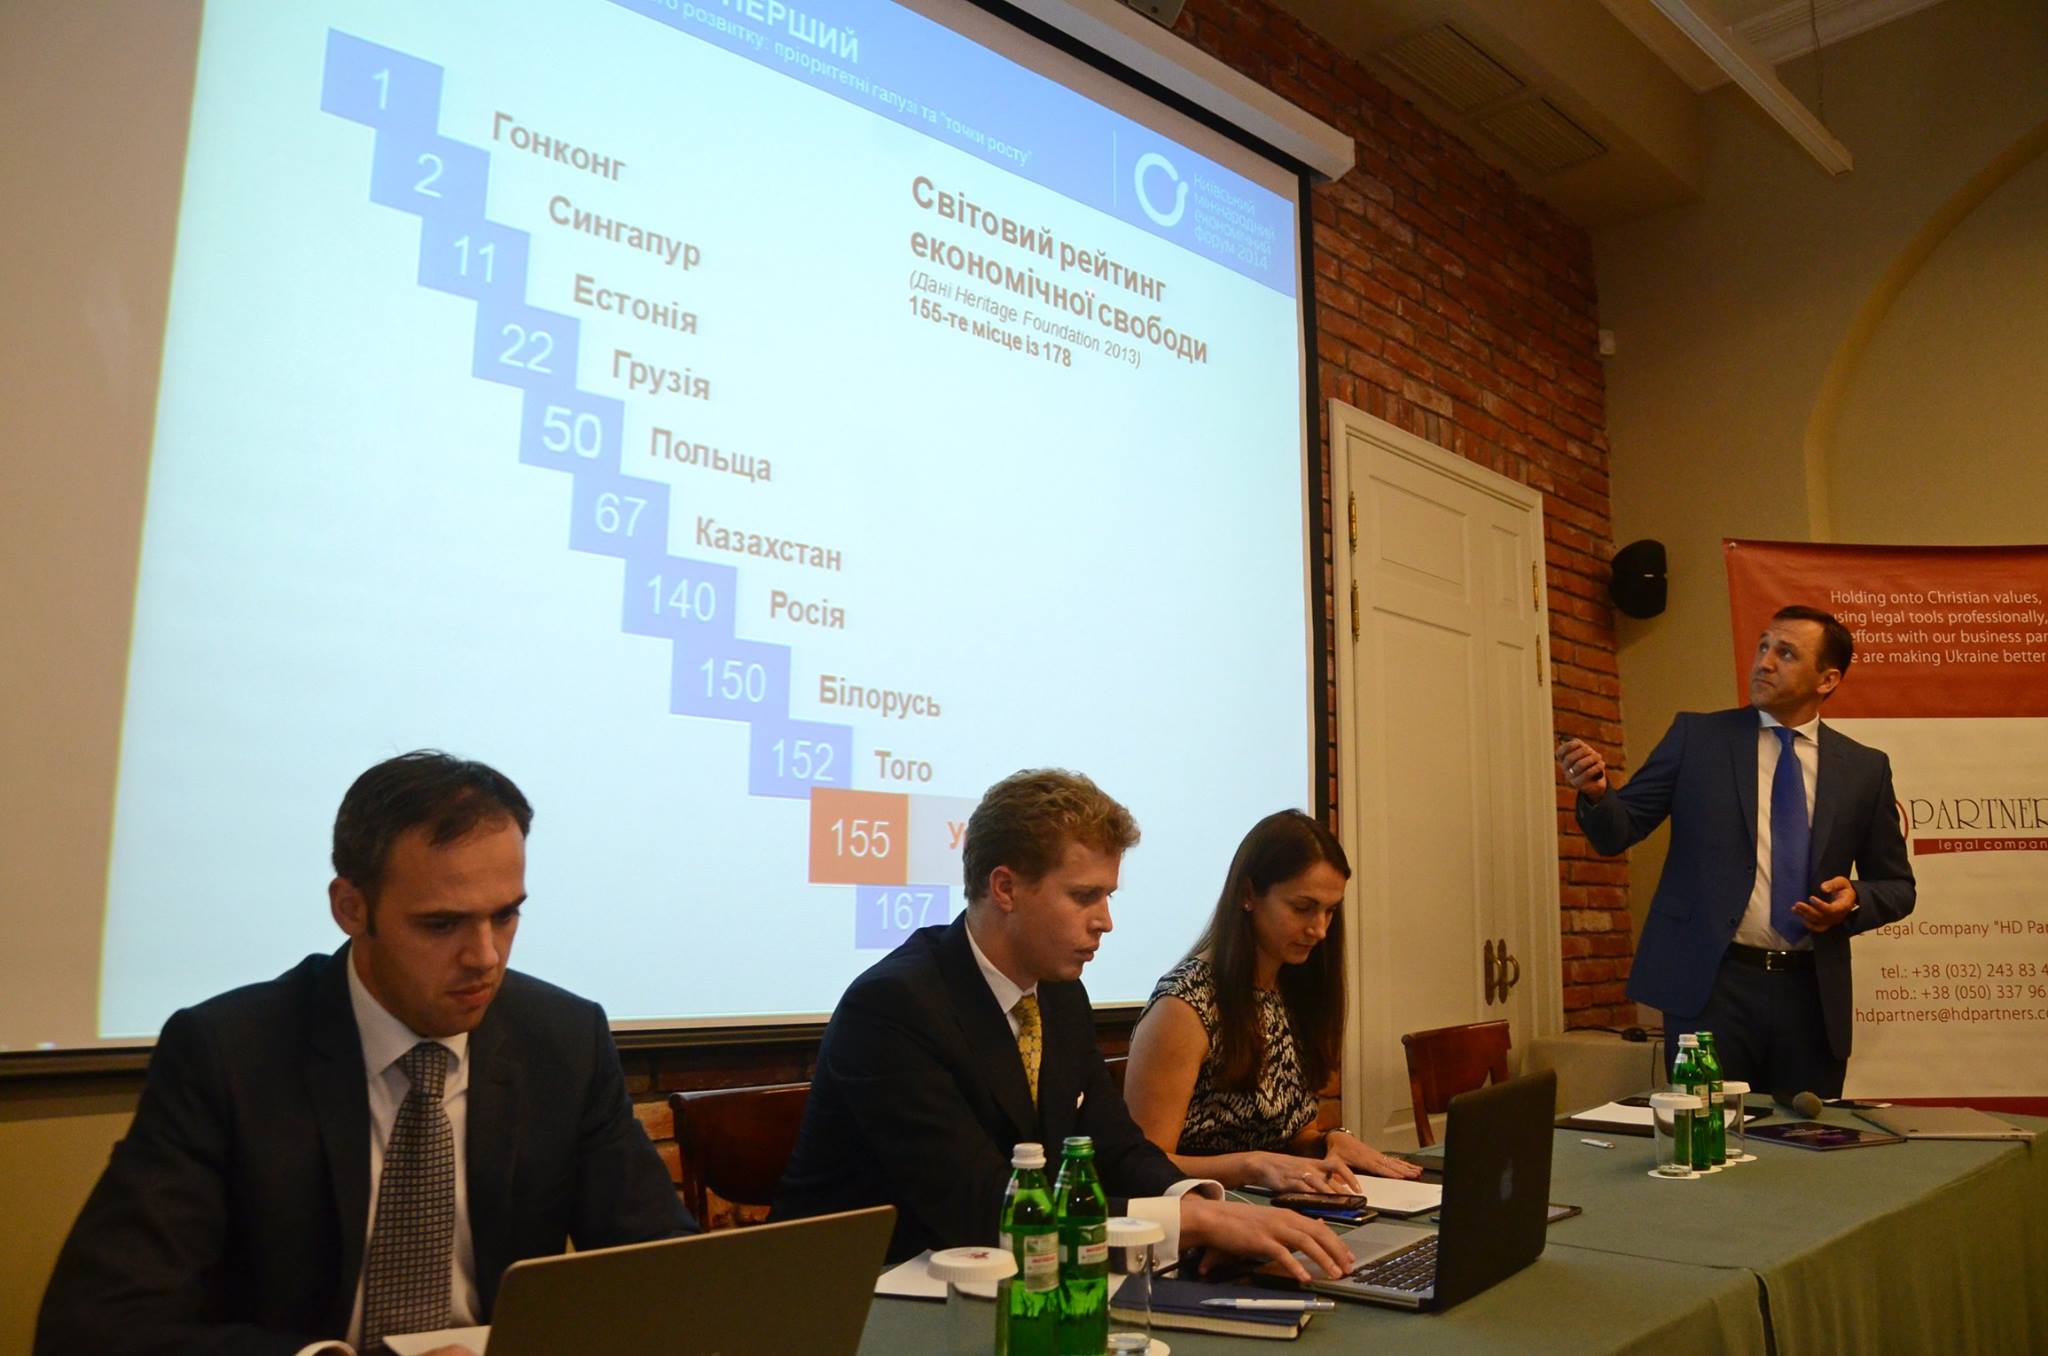 ПЕРШИЙ
розвитку: пріоритетні галузі та "точки росту"
Київський
міжнародний
економічний
форум 2014
Світовий рейтинг
економічної свободи
(Дані Heritage Foundation 2013)
155-те місце із 178
1
Гонконг
2
Сингапур
11
Естонія
22
Грузія
50
Польща
67
Казахстан
140
Росія
150
Білорусь
152
Того
155
167
Holding onto Christian values,
using legal tools professionally,
efforts with our business par
e are making Ukraine better
PARTNER
legal compan
Legal Company "HD Par
tel.: +38 (032) 243 83 4
mob.: +38 (050) 337 96
hdpartners@hdpartners.co